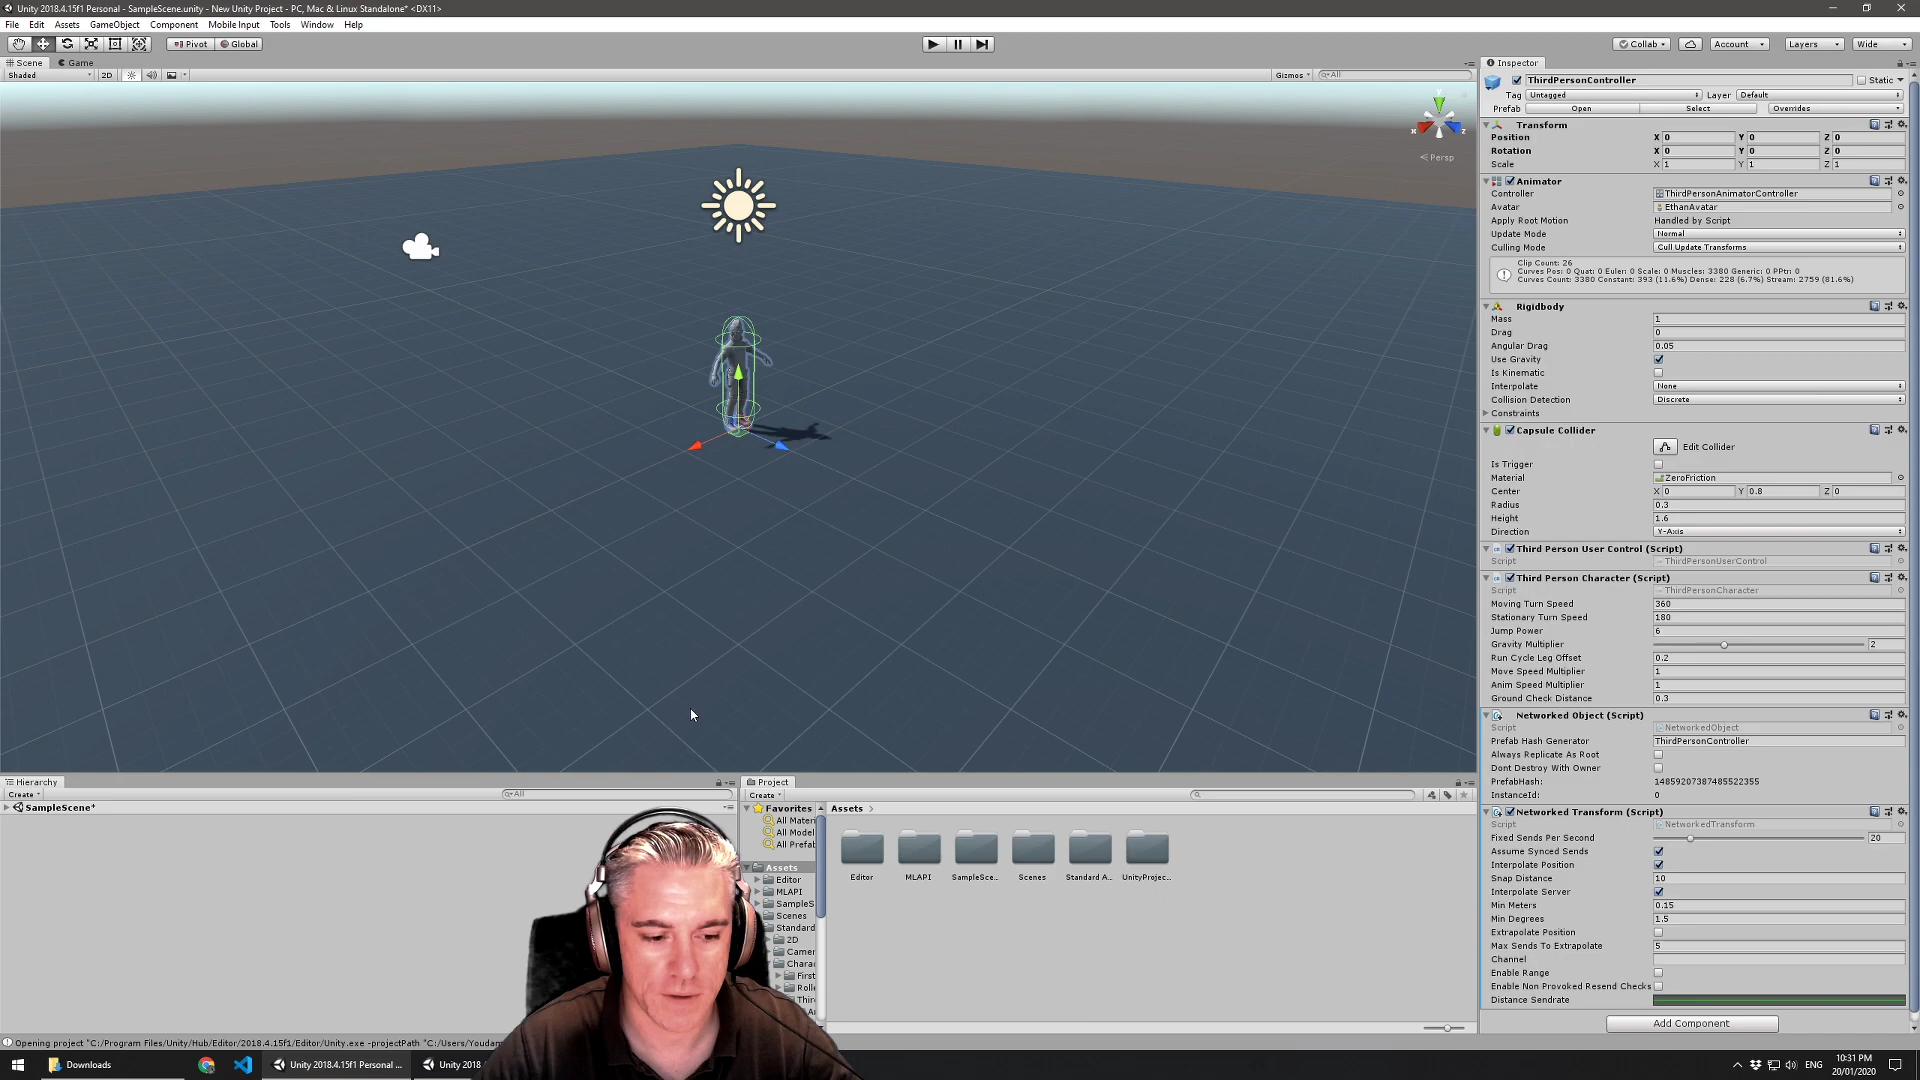 Unity 2018.4.15f1 Personal - SampleScene.unity - New Unity Project - PC, Mac & Linux Standalone* <DX11>
File Edit Assets GameObject Component Mobile Input Tools Window Help
Pivot Global Collab Account Layers Wide
Scene Game
Shaded 2D Gizmos All
Persp
Inspector
ThirdPersonController Static
Tag Untagged Layer Default
Prefab Open Select Overrides
Transform
Position X 0 Y 0 Z 0
Rotation X 0 Y 0 Z 0
Scale X 1 Y 1 Z 1
Animator
Controller ThirdPersonAnimatorController
Avatar EthanAvatar
Apply Root Motion Handled by Script
Update Mode Normal
Culling Mode Cull Update Transforms
Clip Count: 26
Curves Pos: 0 Quat: 0 Euler: 0 Scale: 0 Muscles: 3380 Generic: 0 PPtr: 0
Curves Count: 3380 Constant: 393 (11.6%) Dense: 228 (6.7%) Stream: 2759 (81.6%)
Rigidbody
Mass 1
Drag 0
Angular Drag 0.05
Use Gravity
Is Kinematic
Interpolate None
Collision Detection Discrete
Constraints
Capsule Collider
Edit Collider
Is Trigger
Material ZeroFriction
Center X 0 Y 0.8 Z 0
Radius 0.3
Height 1.6
Direction Y-Axis
Third Person User Control (Script)
Script ThirdPersonUserControl
Third Person Character (Script)
Script ThirdPersonCharacter
Moving Turn Speed 360
Stationary Turn Speed 180
Jump Power 6
Gravity Multiplier 2
Run Cycle Leg Offset 0.2
Move Speed Multiplier 1
Anim Speed Multiplier 1
Ground Check Distance 0.3
Networked Object (Script)
Script NetworkedObject
Prefab Hash Generator ThirdPersonController
Always Replicate As Root
Dont Destroy With Owner
PrefabHash: 14859207387485522355
InstanceId: 0
Networked Transform (Script)
Script NetworkedTransform
Fixed Sends Per Second 20
Assume Synced Sends
Interpolate Position
Snap Distance 10
Interpolate Server
Min Meters 0.15
Min Degrees 1.5
Extrapolate Position
Max Sends To Extrapolate 5
Channel
Enable Range
Enable Non Provoked Resend Checks
Distance Sendrate
Add Component
Hierarchy
Create All
SampleScene*
Project
Create
Favorites
All Materi
All Model
All Prefab
Assets
Editor
MLAPI
SampleS
Scenes
Standard
2D
Camer
Charac
First
Rolle
Thir
Assets
Editor MLAPI SampleSce... Scenes Standard A... UnityProjec...
Opening project "C:/Program Files/Unity/Hub/Editor/2018.4.15f1/Editor/Unity.exe -projectPath "C:/Users/Youdam
Downloads Unity 2018.4.15f1 Personal ... Unity 2018
ENG 10:31 PM
20/01/2020